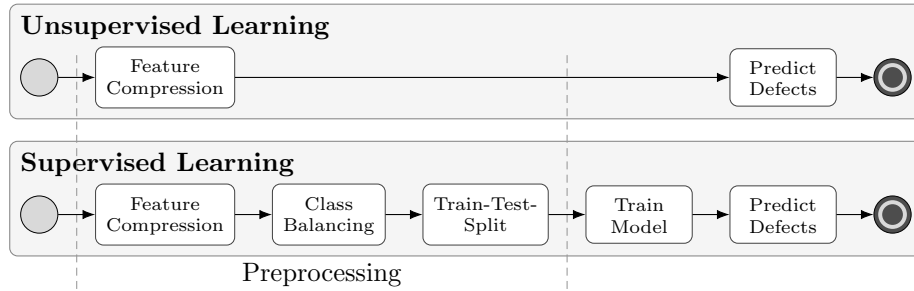 Unsupervised Learning
Feature
Compression
Predict
Defects
Supervised Learning
Feature
Compression
Class
Balancing
Train-Test-
Split
Train
Model
Predict
Defects
Preprocessing